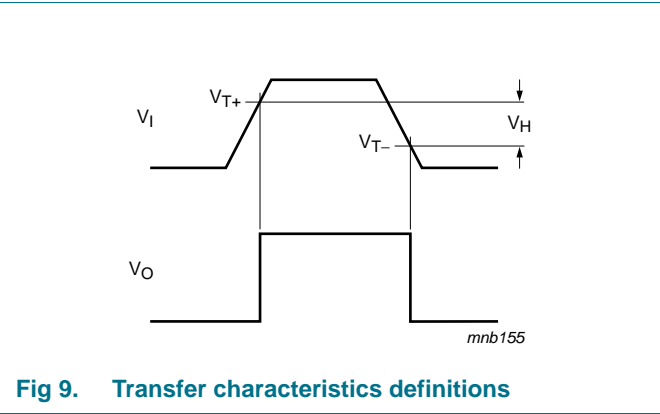 VT+
VI
VH
VT−
VO
mnb155
Fig 9. Transfer characteristics definitions